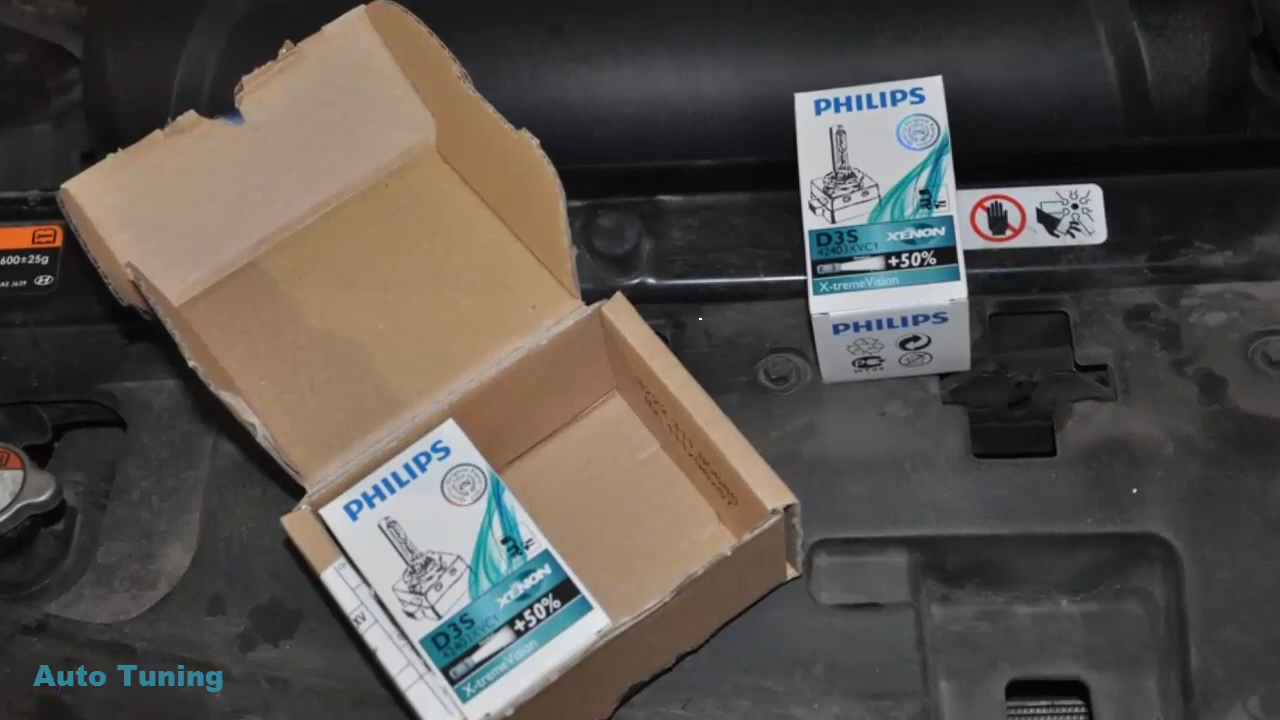 PHILIPS
D3S XENON
42403XVC1
+50%
X-tremeVision
PHILIPS
600±25g
PHILIPS
D3S XENON
42403XVC1
+50%
X-tremeVision
Auto Tuning